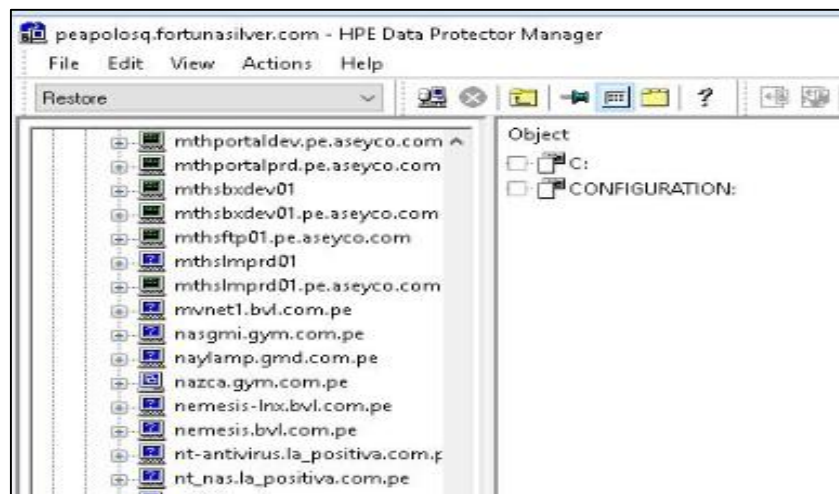 peapolosq.fortunasilver.com - HPE Data Protector Manager
File Edit View Actions Help
Restore
?
mthportaldev.pe.aseyco.com
mthportalprd.pe.aseyco.com
mthsbxdev01
mthsbxdev01.pe.aseyco.com
mthsftp01.pe.aseyco.com
mthslmprd01
mthslmprd01.pe.aseyco.com
mvnet1.bvl.com.pe
nasgmi.gym.com.pe
naylamp.gmd.com.pe
nazca.gym.com.pe
nemesis-lnx.bvl.com.pe
nemesis.bvl.com.pe
nt-antivirus.la_positiva.com.p
nt_nas.la_positiva.com.pe
Object
C:
CONFIGURATION: